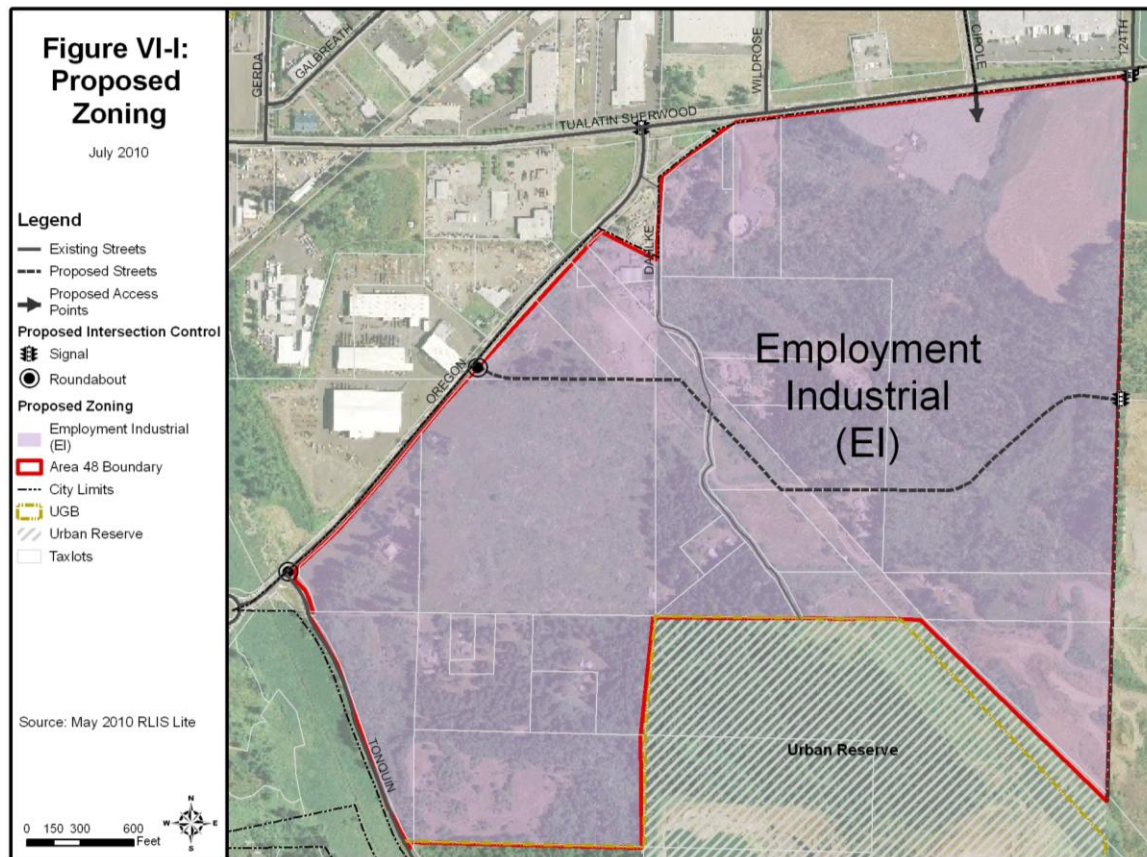 Figure VI-I:
Proposed
Zoning
July 2010
Legend
Existing Streets
Proposed Streets
Proposed Access
Points
Proposed Intersection Control
Signal
Roundabout
Proposed Zoning
Employment Industrial
(EI)
Area 48 Boundary
City Limits
UGB
Urban Reserve
Taxlots
Source: May 2010 RLIS Lite
N
W E
S
0 150 300 600
Feet
GERDA
GALBREATH
WILDROSE
CIPOLE
124TH
TUALATIN SHERWOOD
DAHLKE
OREGON
Employment
Industrial
(EI)
TONQUIN
Urban Reserve